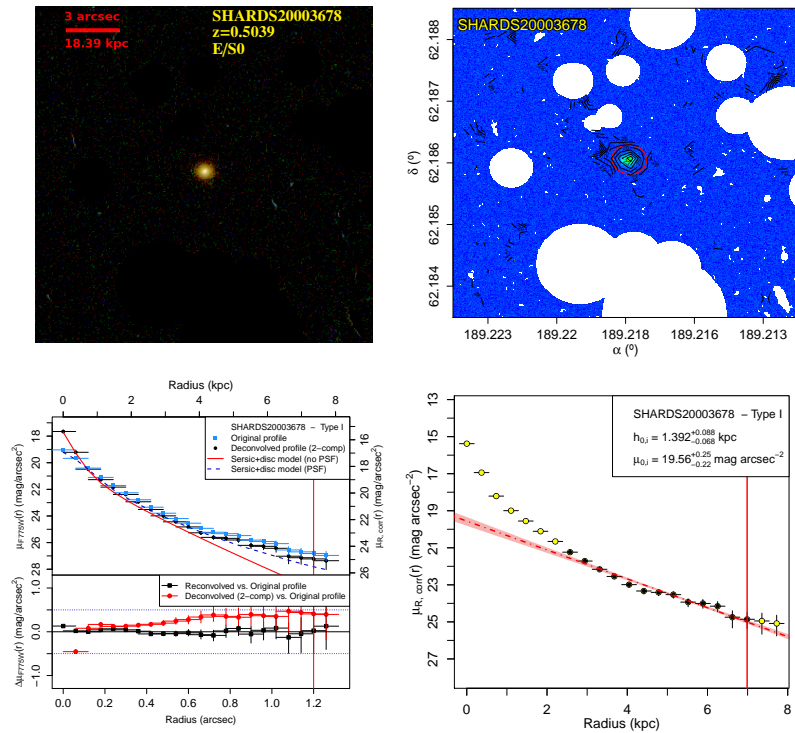 3 arcsec
18.39 kpc
SHARDS20003678
z=0.5039
E/S0
SHARDS20003678
62.188
62.187
62.186
62.185
62.184
δ (º)
189.223
189.22
189.218
189.216
189.213
α (º)
Radius (kpc)
0 1 2 3 4 5 6 7 8
SHARDS20003678 − Type I
Original profile
Deconvolved profile (2−comp)
Sersic+disc model (no PSF)
Sersic+disc model (PSF)
18 20 22 24 26 28
μF775W(r) (mag/arcsec²)
16 18 20 22 24 26
μR, corr(r) (mag/arcsec²)
Reconvolved vs. Original profile
Deconvolved (2−comp) vs. Original profile
1.0
0.0
−1.0
ΔμF775W(r) (mag/arcsec²)
0.0 0.2 0.4 0.6 0.8 1.0 1.2
Radius (arcsec)
SHARDS20003678 − Type I
h0,i = 1.392 +0.088 −0.068 kpc
μ0,i = 19.56 +0.25 −0.22 mag arcsec−2
13
15
17
19
21
23
25
27
μR, corr(r) (mag arcsec−2)
0 2 4 6 8
Radius (kpc)